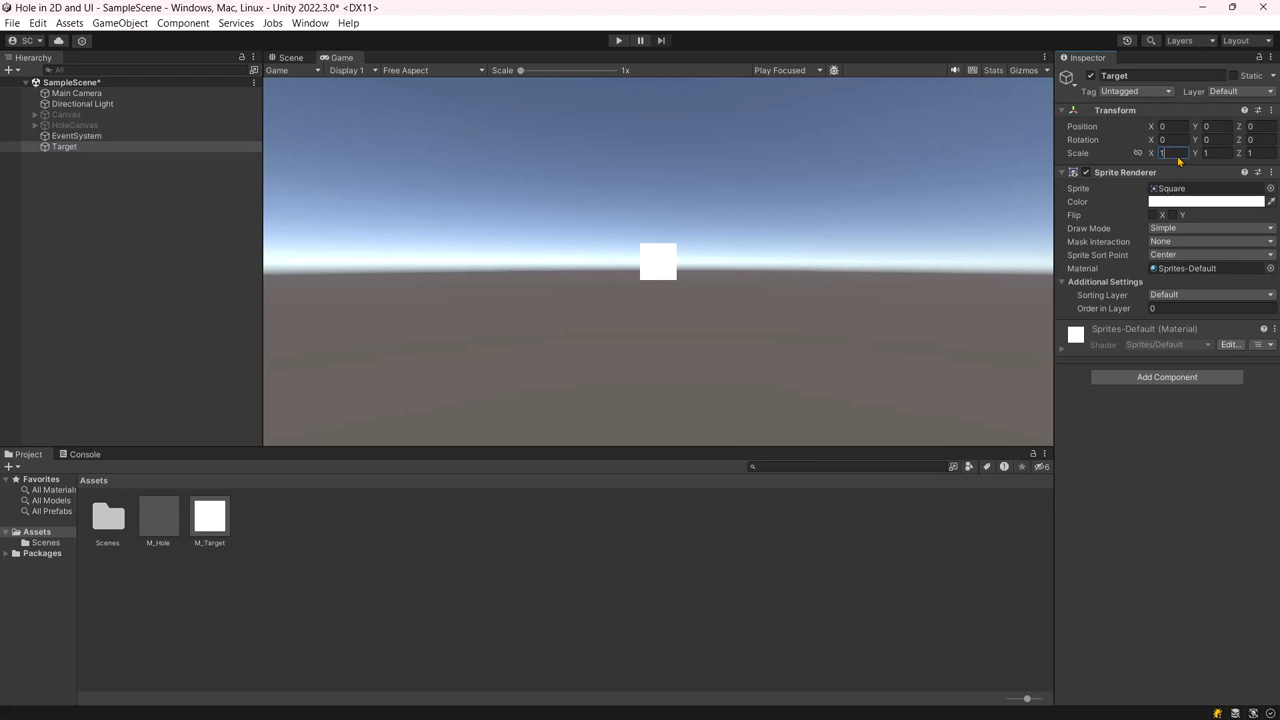 Hole in 2D and UI - SampleScene - Windows, Mac, Linux - Unity 2022.3.0* <DX11>
File Edit Assets GameObject Component Services Jobs Window Help
SC Layers Layout
Hierarchy Scene Game Inspector
All Game Display 1 Free Aspect Scale 1x Play Focused Stats Gizmos
SampleScene*
Main Camera
Directional Light
Canvas
HoleCanvas
EventSystem
Target
Target Static
Tag Untagged Layer Default
Transform
Position X 0 Y 0 Z 0
Rotation X 0 Y 0 Z 0
Scale X 1 Y 1 Z 1
Sprite Renderer
Sprite Square
Color
Flip X Y
Draw Mode Simple
Mask Interaction None
Sprite Sort Point Center
Material Sprites-Default
Additional Settings
Sorting Layer Default
Order in Layer 0
Sprites-Default (Material)
Shader Sprites/Default Edit...
Add Component
Project Console
6
Favorites
All Materials
All Models
All Prefabs
Assets
Scenes
Packages
Assets
Scenes M_Hole M_Target